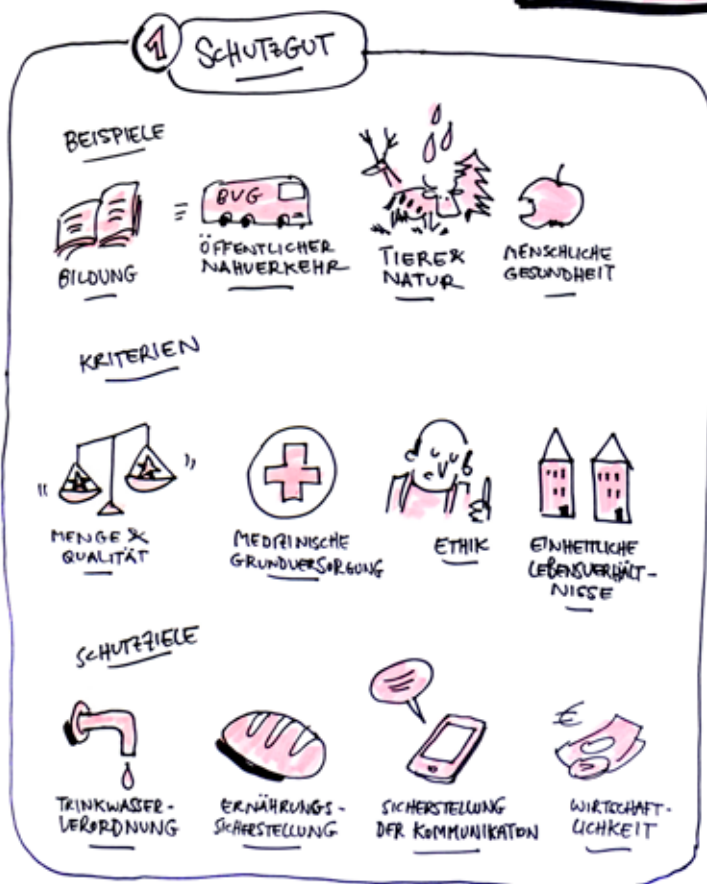 1 SCHUTZGUT
BEISPIELE
BILDUNG
BVG
ÖFFENTLICHER
NAHVERKEHR
TIERE &
NATUR
MENSCHLICHE
GESUNDHEIT
KRITERIEN
MENGE &
QUALITÄT
MEDIZINISCHE
GRUNDVERSORGUNG
ETHIK
EINHEITLICHE
LEBENSVERHÄLT-
NISSE
SCHUTZZIELE
TRINKWASSER-
VERORDNUNG
ERNÄHRUNGS-
SICHERSTELLUNG
SICHERSTELLUNG
DER KOMMUNIKATON
€
WIRTSCHAFT-
LICHKEIT